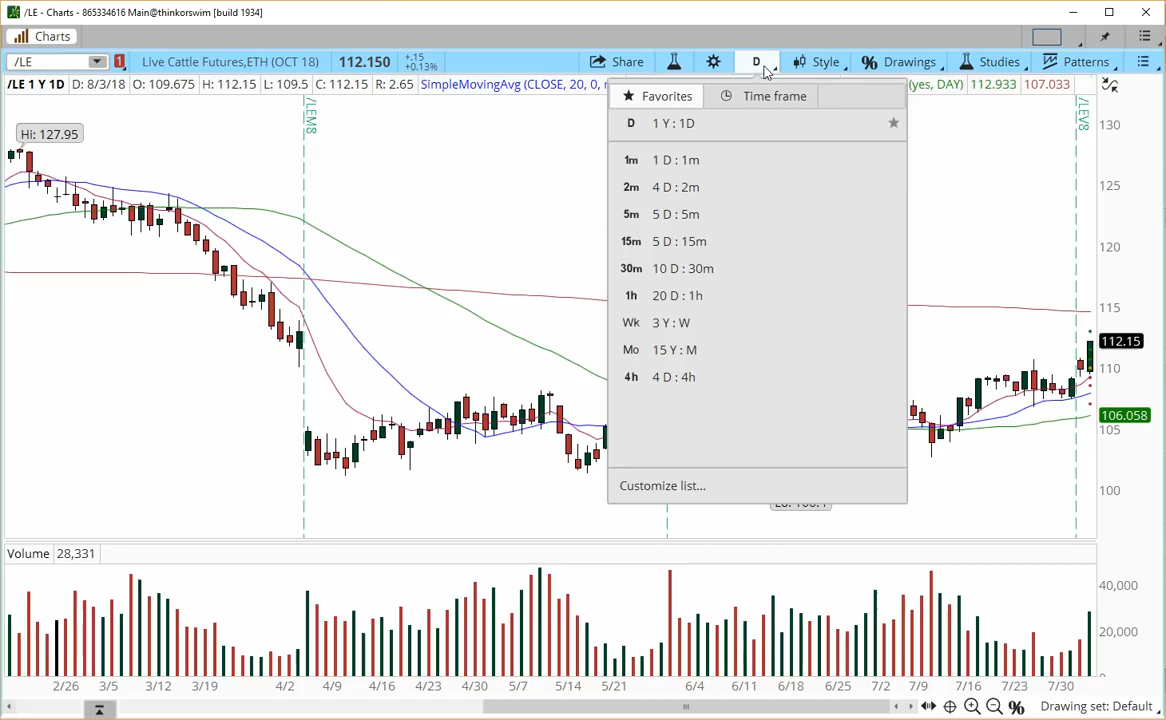 /LE - Charts - 865334616 Main@thinkorswim [build 1934]
Charts
/LE 1 Live Cattle Futures,ETH (OCT 18) 112.150 +.15 +0.13% Share D Style Drawings Studies Patterns
/LE 1 Y 1D D: 8/3/18 O: 109.675 H: 112.15 L: 109.5 C: 112.15 R: 2.65 SimpleMovingAvg (CLOSE, 20, 0, (yes, DAY) 112.933 107.033
Favorites Time frame
D 1 Y : 1D
1m 1 D : 1m
2m 4 D : 2m
5m 5 D : 5m
15m 5 D : 15m
30m 10 D : 30m
1h 20 D : 1h
Wk 3 Y : W
Mo 15 Y : M
4h 4 D : 4h
Customize list...
/LEM8
/LEV8
Hi: 127.95
130
125
120
115
112.15
110
106.058
105
100
Volume 28,331
40,000
20,000
2/26 3/5 3/12 3/19 4/2 4/9 4/16 4/23 4/30 5/7 5/14 5/21 6/4 6/11 6/18 6/25 7/2 7/9 7/16 7/23 7/30
Drawing set: Default